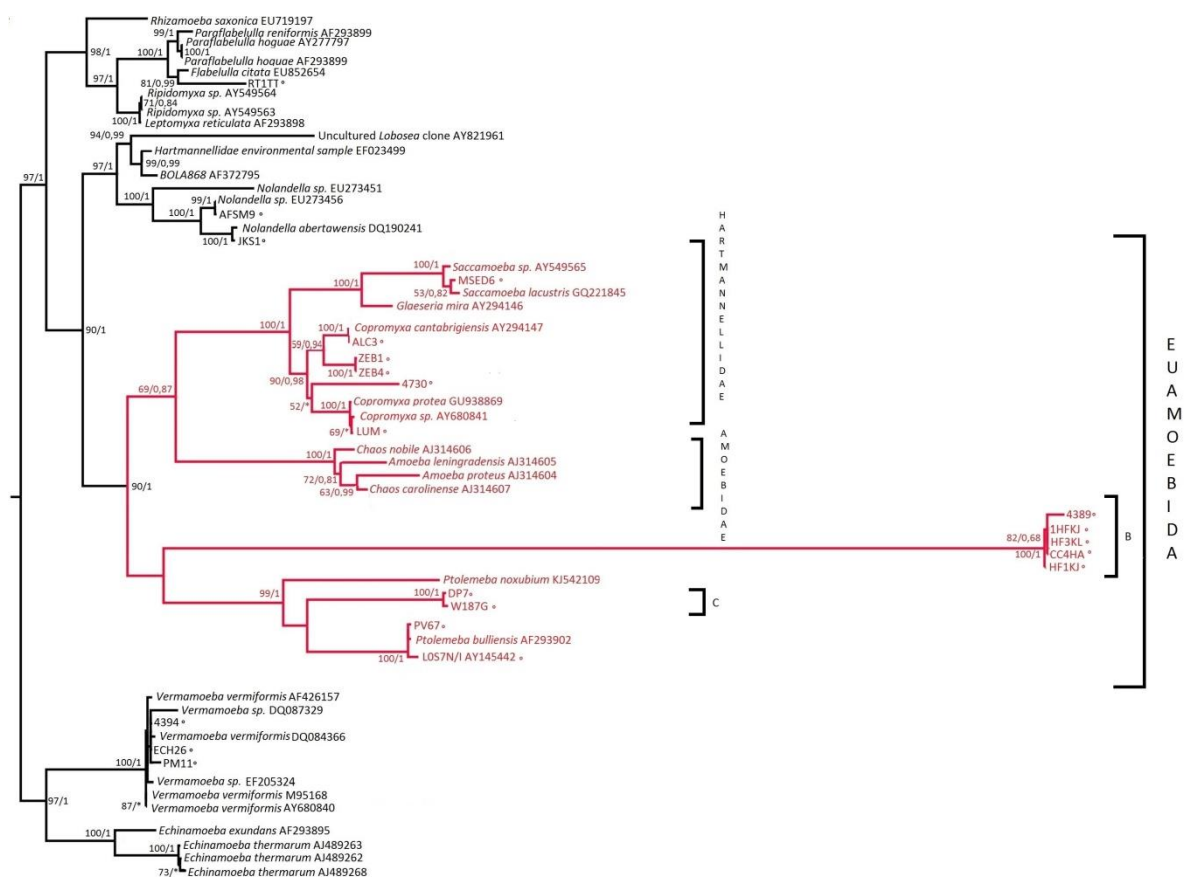 Rhizamoeba saxonica EU719197
99/1
Paraflabelulla reniformis AF293899
Paraflabelulla hoguae AY277797
98/1
100/1
100/1
Paraflabelulla hoguae AF293899
97/1
Flabelulla citata EU852654
81/0,99
RT1TT
Ripidomyxa sp. AY549564
71/0,84
Ripidomyxa sp. AY549563
100/1
Leptomyxa reticulata AF293898
94/0,99
Uncultured Lobosea clone AY821961
Hartmannellidae environmental sample EF023499
97/1
99/0,99
BOLA868 AF372795
97/1
Nolandella sp. EU273451
99/1
Nolandella sp. EU273456
100/1
AFSM9
100/1
Nolandella abertawensis DQ190241
100/1
JKS1
100/1
Saccamoeba sp. AY549565
MSED6
53/0,82
Saccamoeba lacustris GQ221845
Glaeseria mira AY294146
100/1
100/1
Copromyxa cantabrigiensis AY294147
90/1
59/0,94
ALC3
ZEB1
100/1
ZEB4
90/0,98
4730
69/0,87
52/*
100/1
Copromyxa protea GU938869
Copromyxa sp. AY680841
69/*
LUM
HARTMANNELLIDAE
100/1
Chaos nobile AJ314606
Amoeba leningradensis AJ314605
72/0,81
Amoeba proteus AJ314604
63/0,99
Chaos carolinense AJ314607
AMOEBIDAE
90/1
4389
1HFKJ
82/0,68
HF3KL
100/1
CC4HA
HF1KJ
B
EUAMOEBIDA
Ptolemeba noxubium KJ542109
99/1
100/1
DP7
W187G
C
PV67
Ptolemeba bulliensis AF293902
100/1
L0S7N/I AY145442
Vermamoeba vermiformis AF426157
Vermamoeba sp. DQ087329
4394
Vermamoeba vermiformis DQ084366
ECH26
100/1
PM11
Vermamoeba sp. EF205324
Vermamoeba vermiformis M95168
97/1
87/*
Vermamoeba vermiformis AY680840
100/1
Echinamoeba exundans AF293895
100/1
Echinamoeba thermarum AJ489263
Echinamoeba thermarum AJ489262
73/*
Echinamoeba thermarum AJ489268